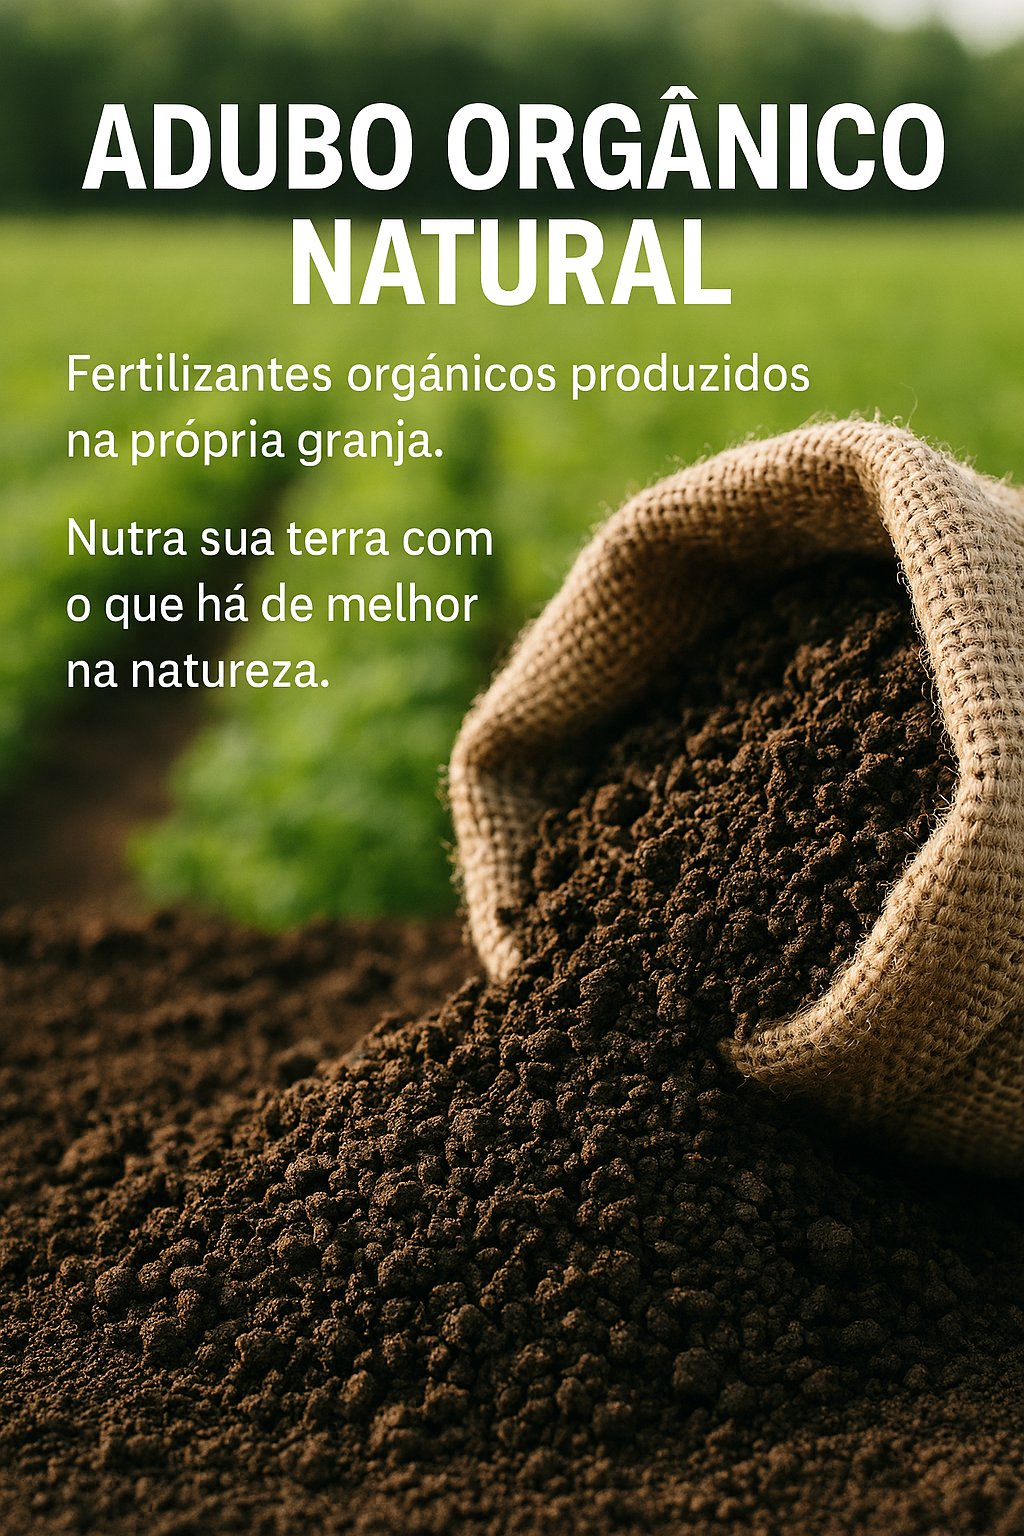 ADUBO ORGÂNICO
NATURAL
Fertilizantes orgánicos produzidos
na própria granja.
Nutra sua terra com
o que há de melhor
na natureza.